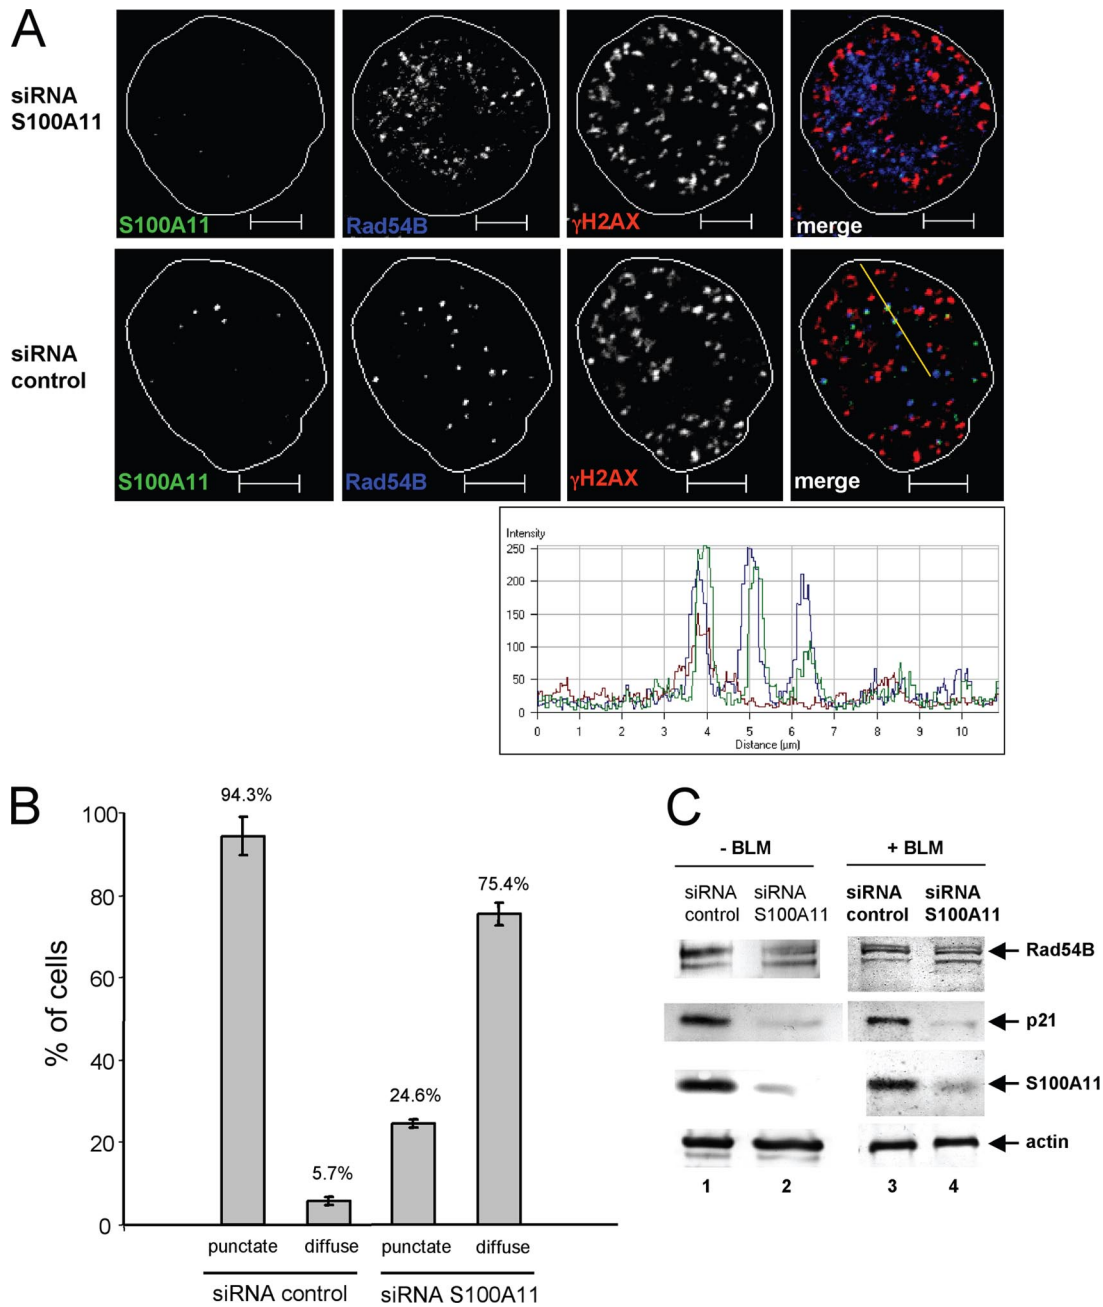 A
siRNA
S100A11
S100A11
Rad54B
γH2AX
merge
siRNA
control
S100A11
Rad54B
γH2AX
merge
Intensity
250
200
150
100
50
0
0 1 2 3 4 5 6 7 8 9 10
Distance [µm]
B
% of cells
100
80
60
40
20
0
94.3%
5.7%
24.6%
75.4%
punctate diffuse punctate diffuse
siRNA control siRNA S100A11
C
- BLM + BLM
siRNA control siRNA S100A11 siRNA control siRNA S100A11
Rad54B
p21
S100A11
actin
1 2 3 4